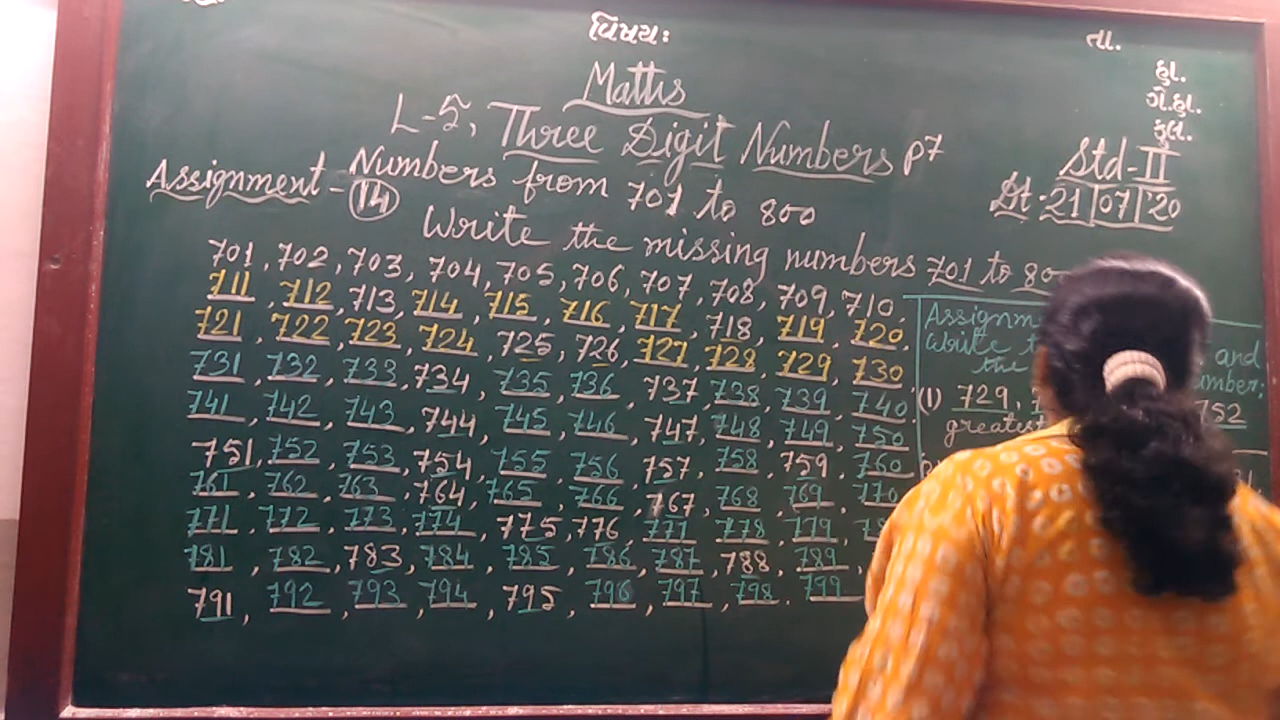 વિષય:
તા.
હા.
ગે.હા.
કુલ.
Maths
L-5, Three Digit Numbers P7
Std-II
Dt:21|07|'20
Assignment-14 Numbers from 701 to 800
Write the missing numbers 701 to 80
701, 702, 703, 704, 705, 706, 707, 708, 709, 710,
711, 712, 713, 714, 715, 716, 717, 718, 719, 720,
721, 722, 723, 724, 725, 726, 727, 728, 729, 730,
731, 732, 733, 734, 735, 736, 737, 738, 739, 740
741, 742, 743, 744, 745, 746, 747, 748, 749, 750
751, 752, 753, 754, 755, 756, 757, 758, 759, 760
761, 762, 763, 764, 765, 766, 767, 768, 769, 770
771, 772, 773, 774, 775, 776, 777, 778, 779,
781, 782, 783, 784, 785, 786, 787, 788, 789,
791, 792, 793, 794, 795, 796, 797, 798, 799
Assignm
Write and
the umber:
(1) 729, 752
greatest